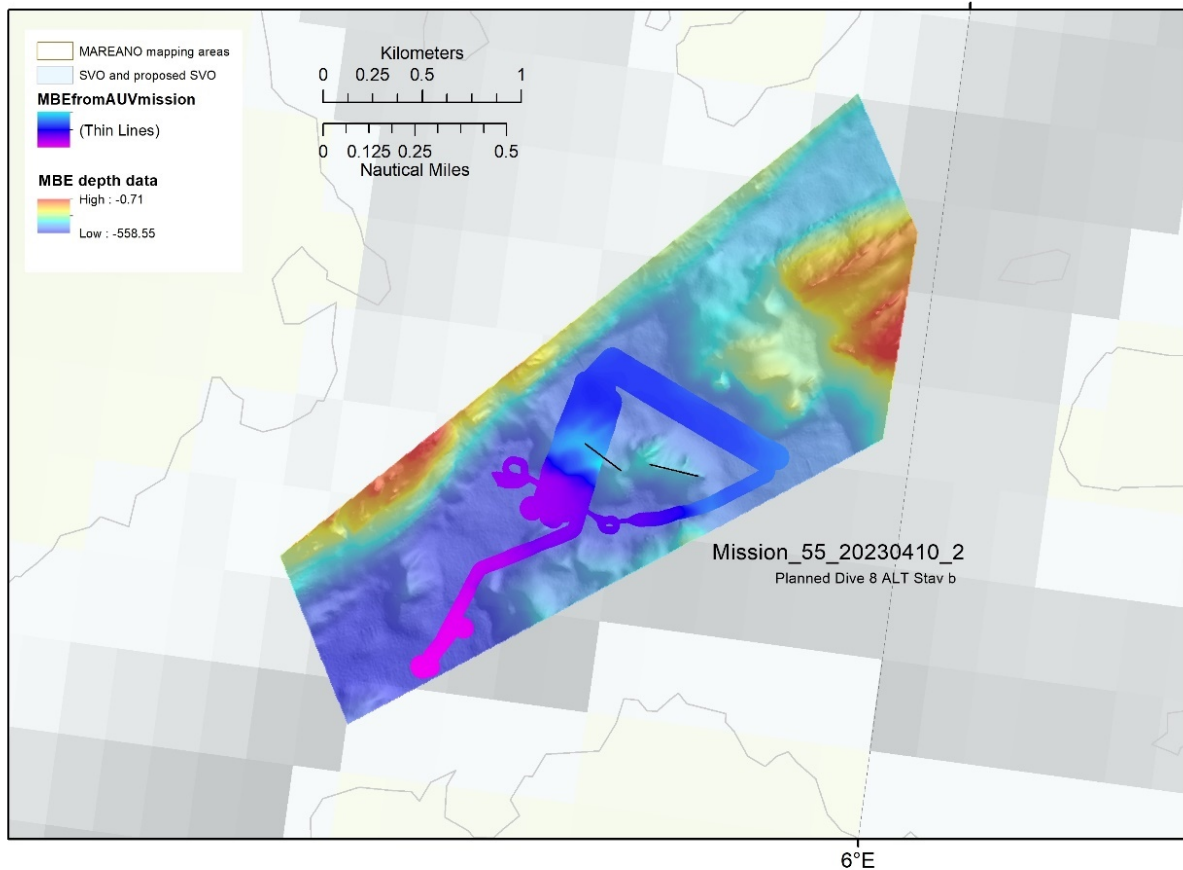 MAREANO mapping areas
SVO and proposed SVO
MBEfromAUVmission
(Thin Lines)
MBE depth data
High : -0.71
Low : -558.55
Kilometers
0 0.25 0.5 1
0 0.125 0.25 0.5
Nautical Miles
Mission_55_20230410_2
Planned Dive 8 ALT Stav b
6°E